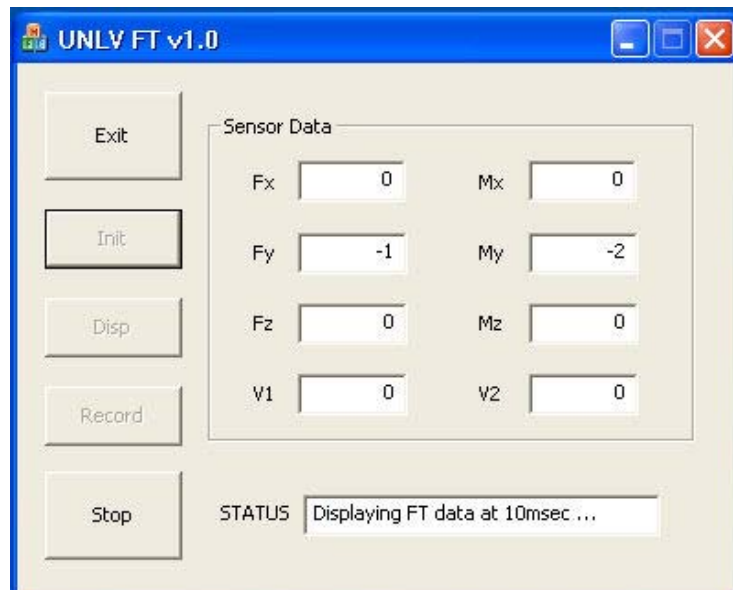 UNLV FT v1.0
Exit
Init
Disp
Record
Stop
Sensor Data
Fx 0 Mx 0
Fy -1 My -2
Fz 0 Mz 0
V1 0 V2 0
STATUS Displaying FT data at 10msec ...